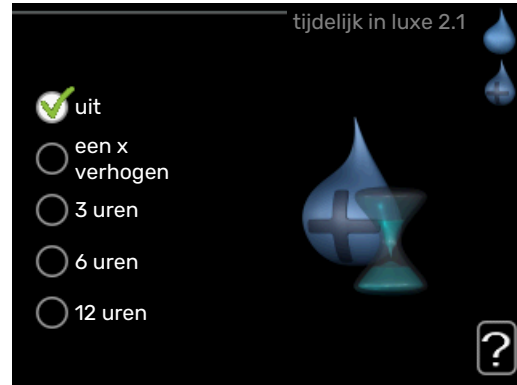 tijdelijk in luxe 2.1
uit
een x
verhogen
3 uren
6 uren
12 uren
?